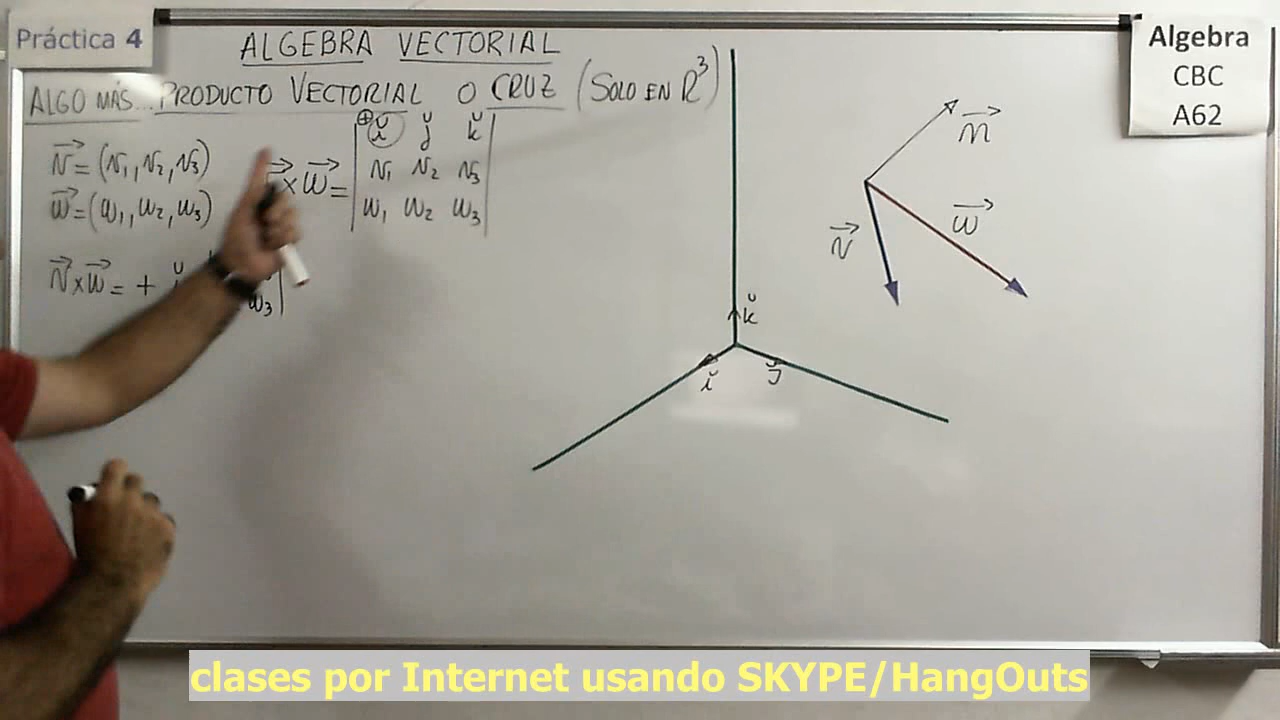 Práctica 4
ALGEBRA VECTORIAL
ALGO MÁS... PRODUCTO VECTORIAL O CRUZ (SOLO EN R³)
v⃗ = (v₁, v₂, v₃)
w⃗ = (w₁, w₂, w₃)
x w⃗ =
⊕ ǐ ǰ ǩ
v₁ v₂ v₃
w₁ w₂ w₃
v⃗ x w⃗ = +
w₃
n⃗
v⃗
w⃗
ǩ
ǐ
ǰ
Algebra
CBC
A62
clases por Internet usando SKYPE/HangOuts